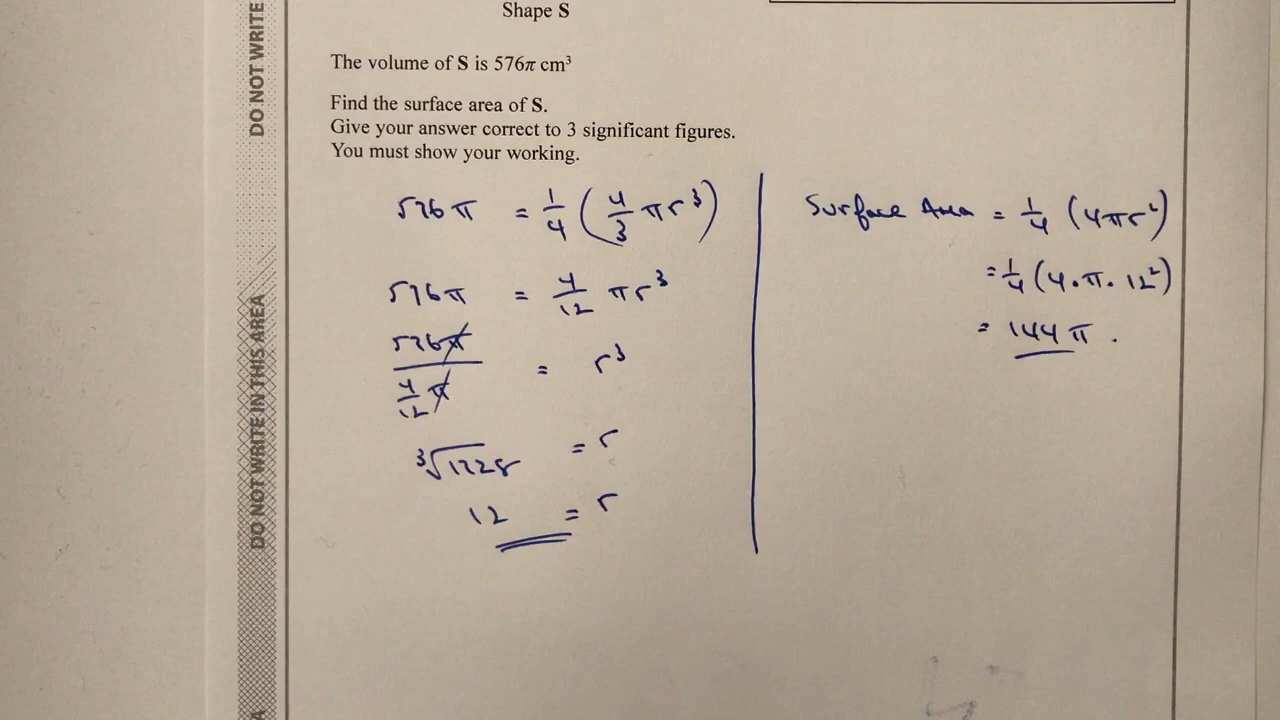 Shape S
The volume of S is 576π cm³
Find the surface area of S.
Give your answer correct to 3 significant figures.
You must show your working.
576π = 1/4 (4/3 πr³)
576π = 4/12 πr³
576π / 4/12 π = r³
³√1728 = r
12 = r
Surface Area = 1/4 (4πr²)
= 1/4 (4·π·12²)
= 144π.
DO NOT WRITE
DO NOT WRITE IN THIS AREA
A